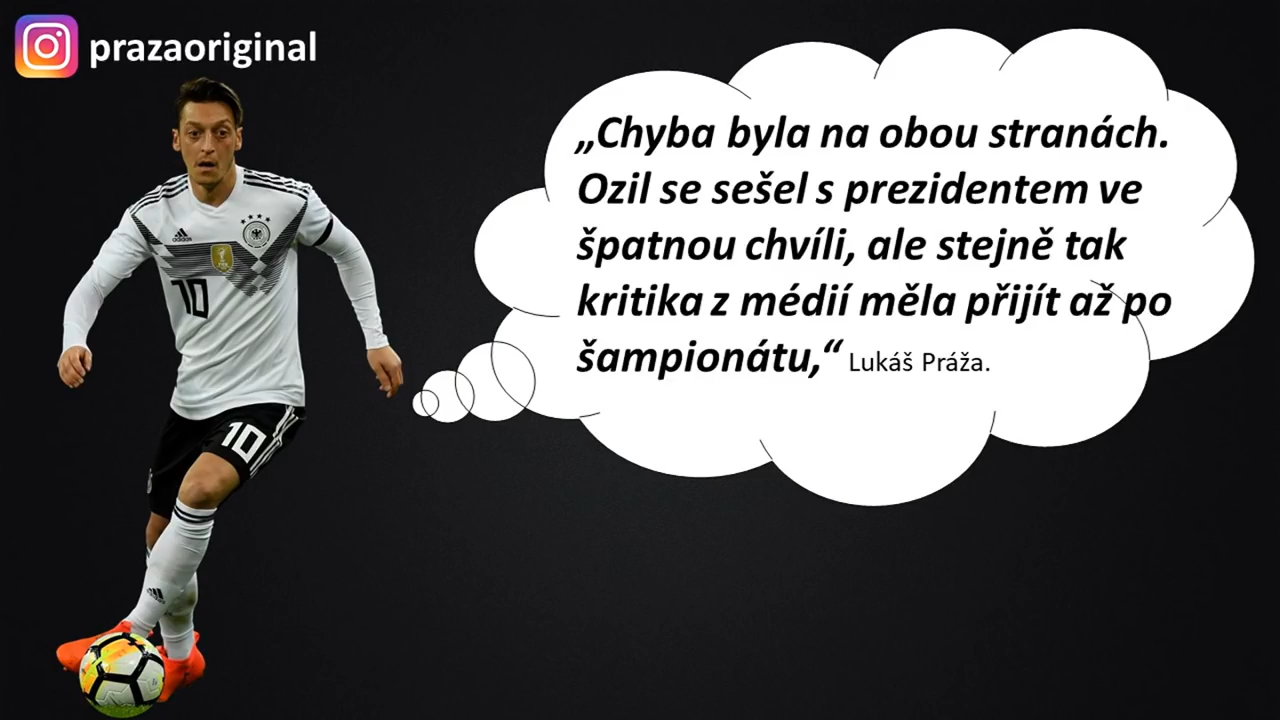 prazaoriginal
„Chyba byla na obou stranách.
Ozil se sešel s prezidentem ve
špatnou chvíli, ale stejně tak
kritika z médií měla přijít až po
šampionátu,“ Lukáš Práža.
adidas
10
10